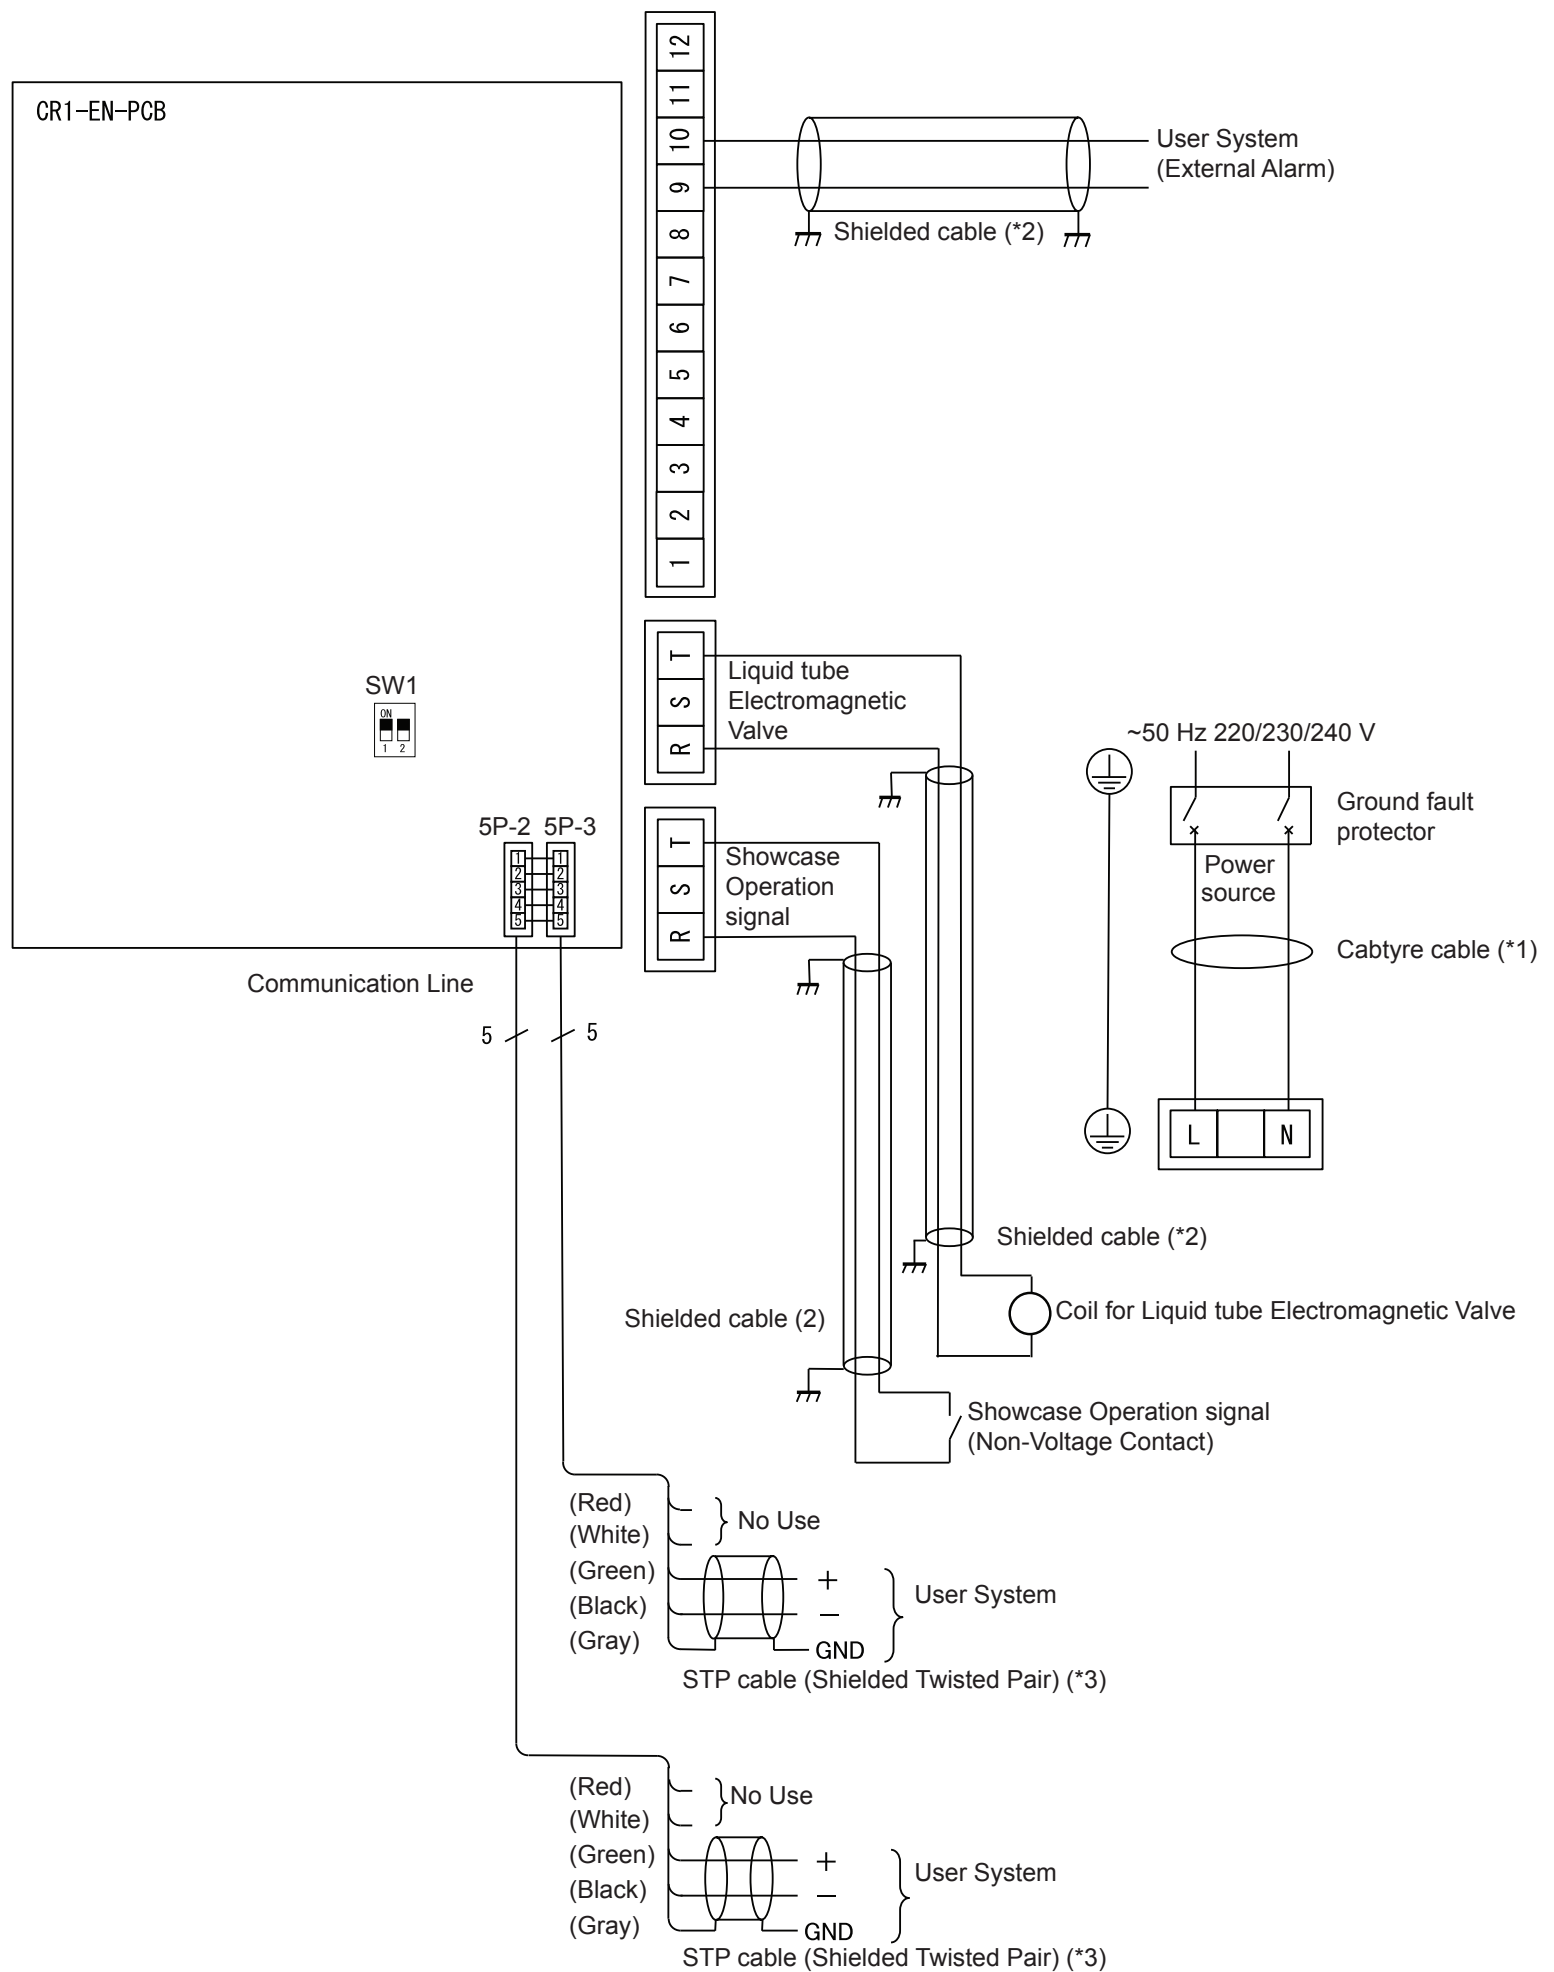 12
CR1-EN-PCB
11
10
User System
(External Alarm)
9
8
Shielded cable (*2)
7
6
5
4
3
2
1
T
Liquid tube
Electromagnetic
Valve
S
R
SW1
ON
1 2
~50 Hz 220/230/240 V
Ground fault
protector
5P-2 5P-3
T
Showcase
Operation
signal
S
R
Power
source
1 1
2 2
3 3
4 4
5 5
Cabtyre cable (*1)
Communication Line
5 5
L N
Shielded cable (*2)
Shielded cable (2)
Coil for Liquid tube Electromagnetic Valve
Showcase Operation signal
(Non-Voltage Contact)
(Red)
(White)
No Use
(Green) +
(Black) −
(Gray) GND
User System
STP cable (Shielded Twisted Pair) (*3)
(Red)
(White)
No Use
(Green) +
(Black) −
(Gray) GND
User System
STP cable (Shielded Twisted Pair) (*3)